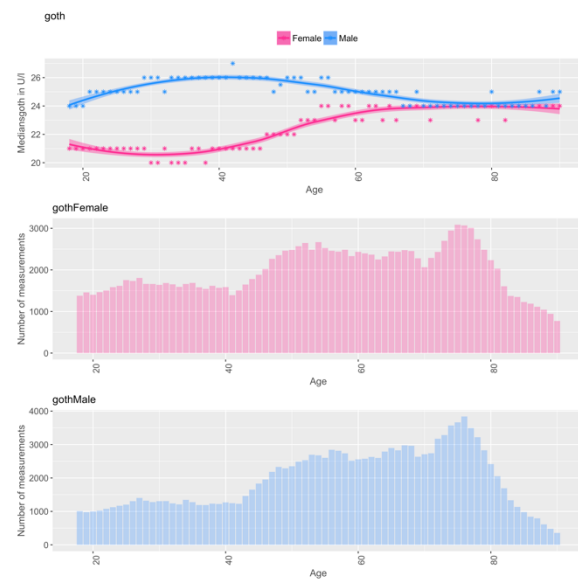 goth
Female Male
Mediansgoth in U/l
26
24
22
20
20 40 60 80
Age
gothFemale
Number of measurements
3000
2000
1000
0
20 40 60 80
Age
gothMale
Number of measurements
4000
3000
2000
1000
0
20 40 60 80
Age